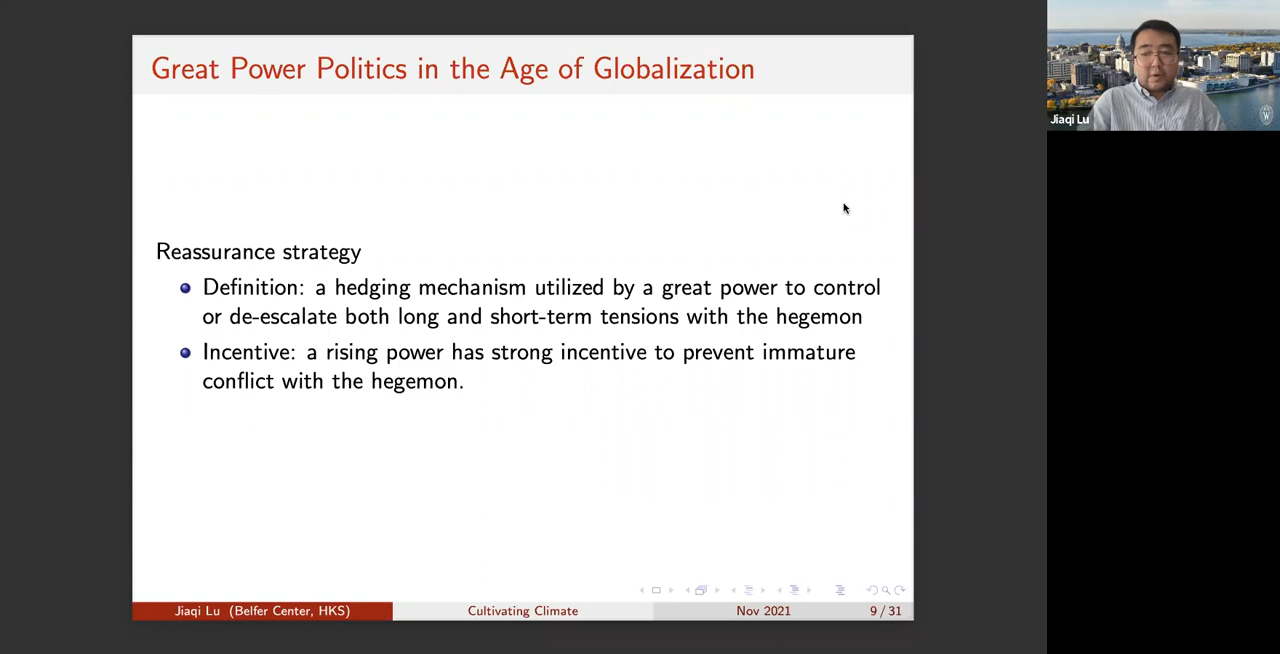 Great Power Politics in the Age of Globalization
Reassurance strategy
Definition: a hedging mechanism utilized by a great power to control
or de-escalate both long and short-term tensions with the hegemon
Incentive: a rising power has strong incentive to prevent immature
conflict with the hegemon.
Jiaqi Lu (Belfer Center, HKS)
Cultivating Climate
Nov 2021
9 / 31
Jiaqi Lu
W